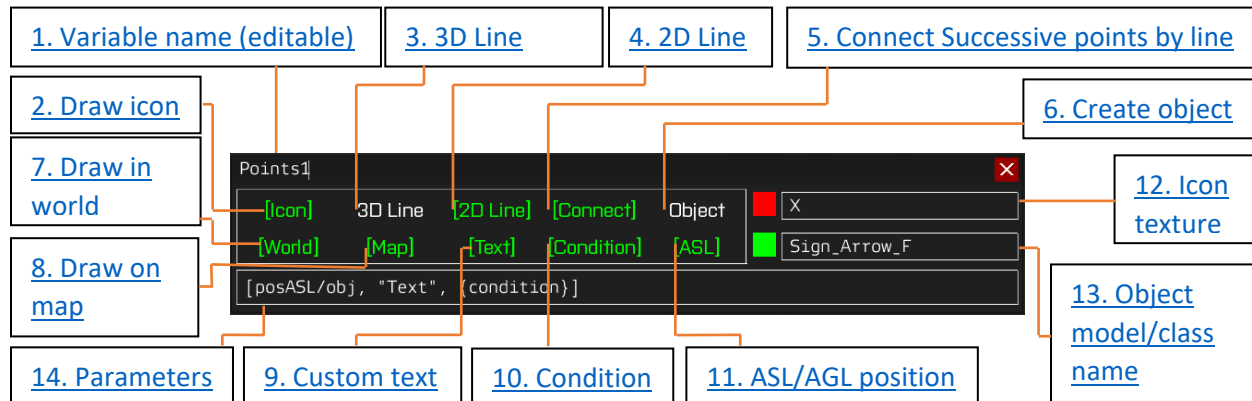 1. Variable name (editable)
3. 3D Line
4. 2D Line
5. Connect Successive points by line
2. Draw icon
6. Create object
7. Draw in
world
Points1
X
12. Icon
texture
[Icon]
3D Line
[2D Line]
[Connect]
Object
X
[World]
[Map]
[Text]
[Condition]
[ASL]
Sign_Arrow_F
8. Draw on
map
[posASL/obj, "Text", {condition}]
13. Object
model/class
name
14. Parameters
9. Custom text
10. Condition
11. ASL/AGL position